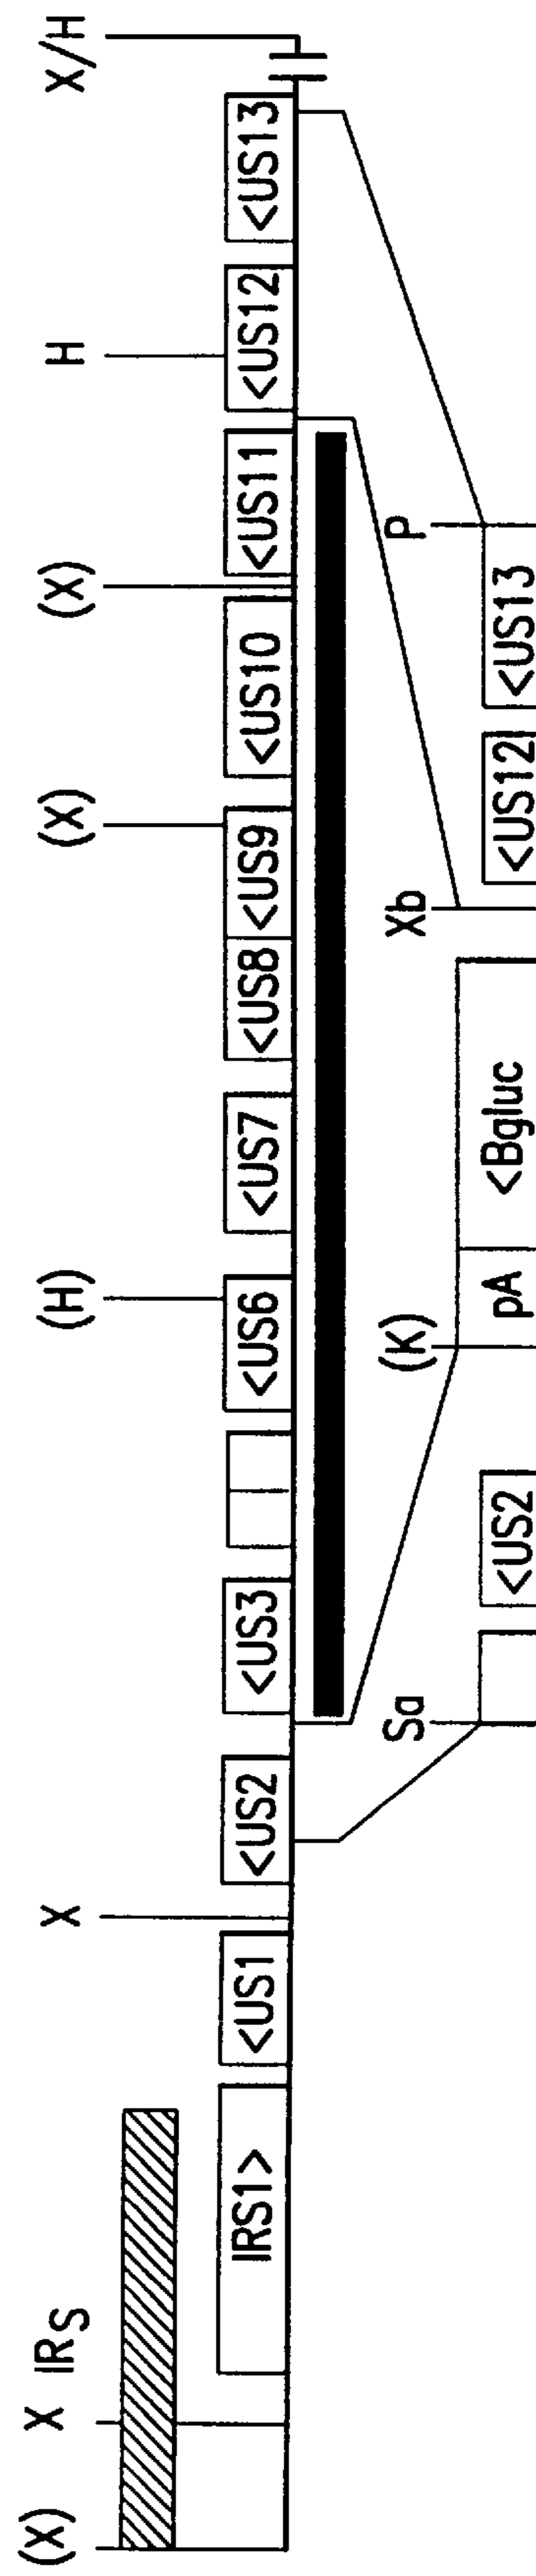 (X) X IRS X (H) (X) (X) H X/H
IRS1> <US1 <US2 <US3 <US6 <US7 <US8 <US9 <US10 <US11 <US12 <US13
Sa (K) Xb P
<US2 pA <Bgluc <US12 <US13